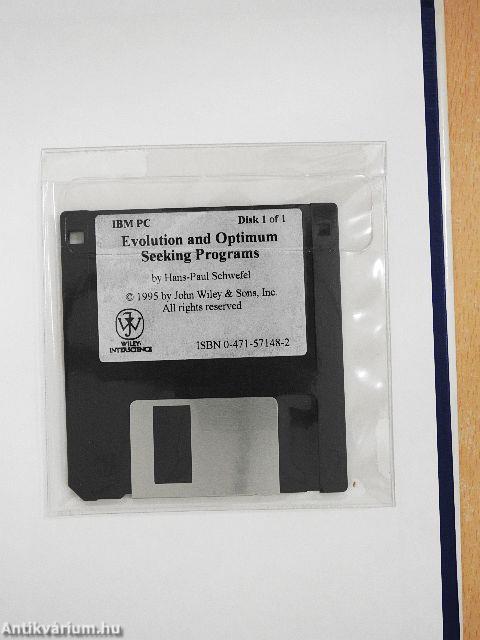 IBM PC Disk 1 of 1
Evolution and Optimum
Seeking Programs
by Hans-Paul Schwefel
© 1995 by John Wiley & Sons, Inc.
All rights reserved
WILEY-
INTERSCIENCE
ISBN 0-471-57148-2
Antikvárium.hu